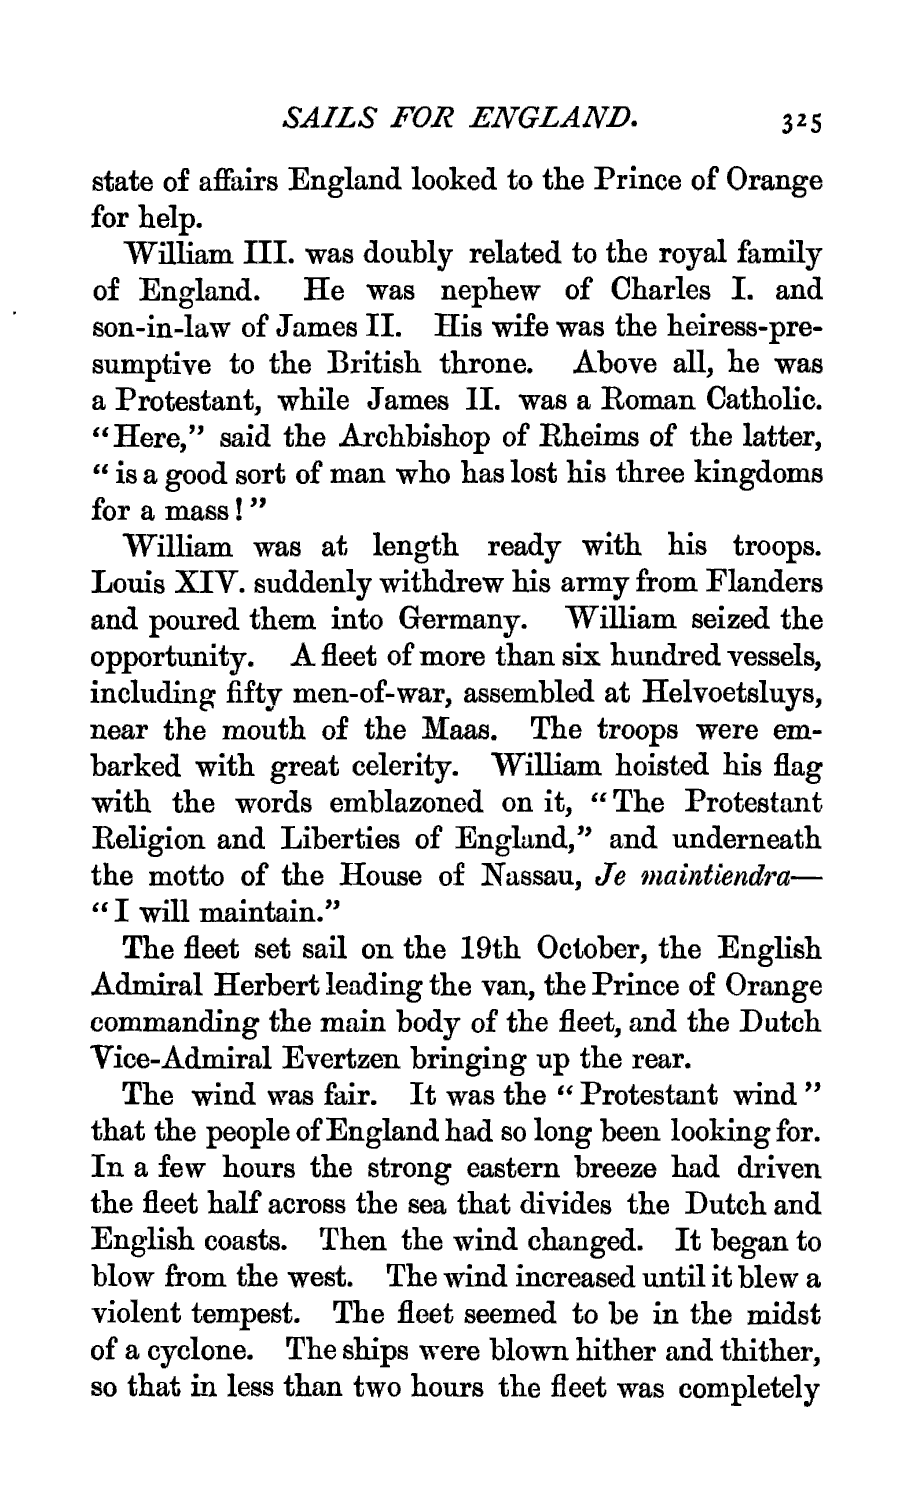 SAILS FOR ENGLAND. 325
state of affairs England looked to the Prince of Orange
for help.
William III. was doubly related to the royal family
of England. He was nephew of Charles I. and
son-in-law of James II. His wife was the heiress-pre-
sumptive to the British throne. Above all, he was
a Protestant, while James II. was a Roman Catholic.
“Here,” said the Archbishop of Rheims of the latter,
“is a good sort of man who has lost his three kingdoms
for a mass!”
William was at length ready with his troops.
Louis XIV. suddenly withdrew his army from Flanders
and poured them into Germany. William seized the
opportunity. A fleet of more than six hundred vessels,
including fifty men-of-war, assembled at Helvoetsluys,
near the mouth of the Maas. The troops were em-
barked with great celerity. William hoisted his flag
with the words emblazoned on it, “The Protestant
Religion and Liberties of England,” and underneath
the motto of the House of Nassau, Je maintiendra—
“I will maintain.”
The fleet set sail on the 19th October, the English
Admiral Herbert leading the van, the Prince of Orange
commanding the main body of the fleet, and the Dutch
Vice-Admiral Evertzen bringing up the rear.
The wind was fair. It was the “Protestant wind”
that the people of England had so long been looking for.
In a few hours the strong eastern breeze had driven
the fleet half across the sea that divides the Dutch and
English coasts. Then the wind changed. It began to
blow from the west. The wind increased until it blew a
violent tempest. The fleet seemed to be in the midst
of a cyclone. The ships were blown hither and thither,
so that in less than two hours the fleet was completely